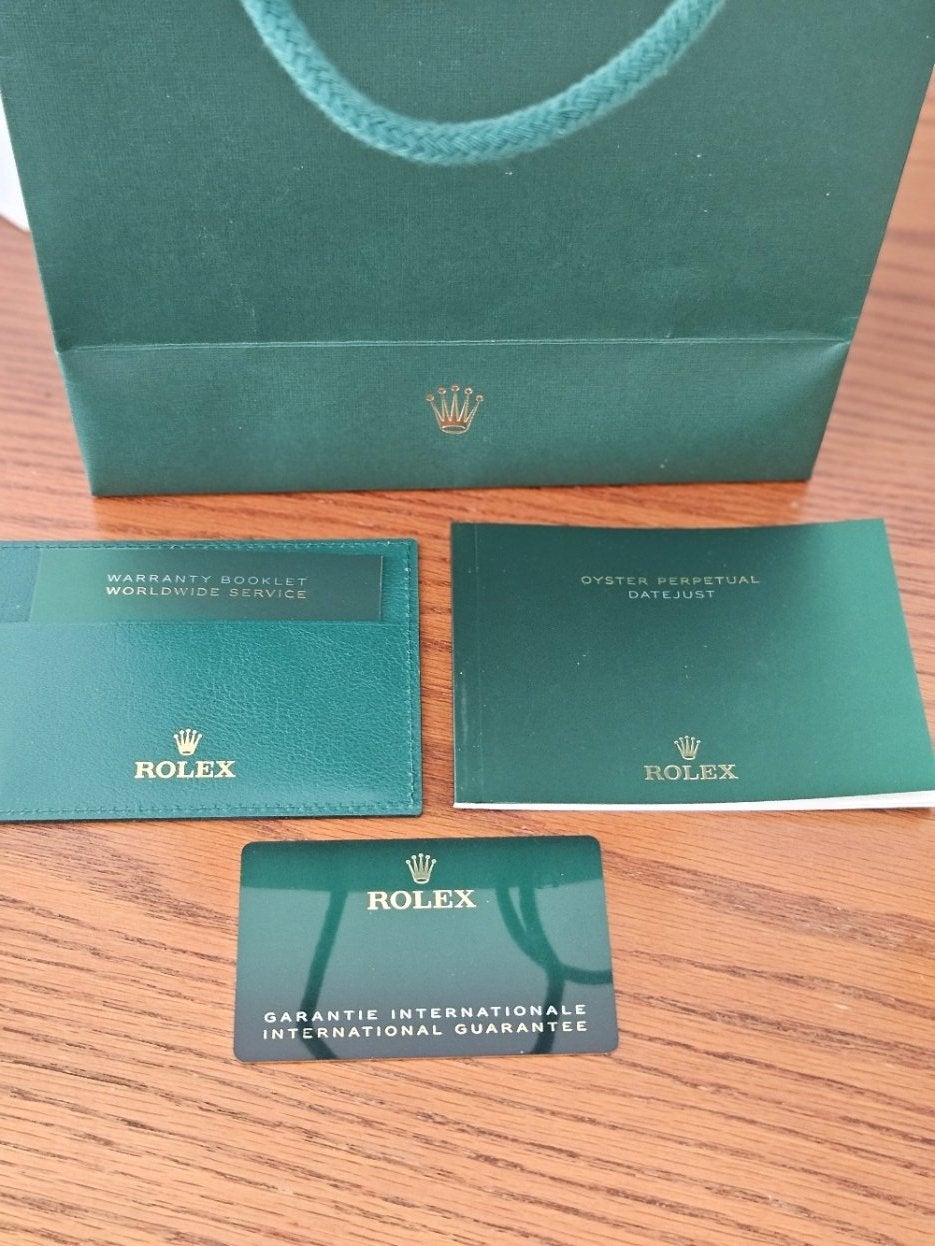 WARRANTY BOOKLET
WORLDWIDE SERVICE
ROLEX
OYSTER PERPETUAL
DATEJUST
ROLEX
ROLEX
GARANTIE INTERNATIONALE
INTERNATIONAL GUARANTEE